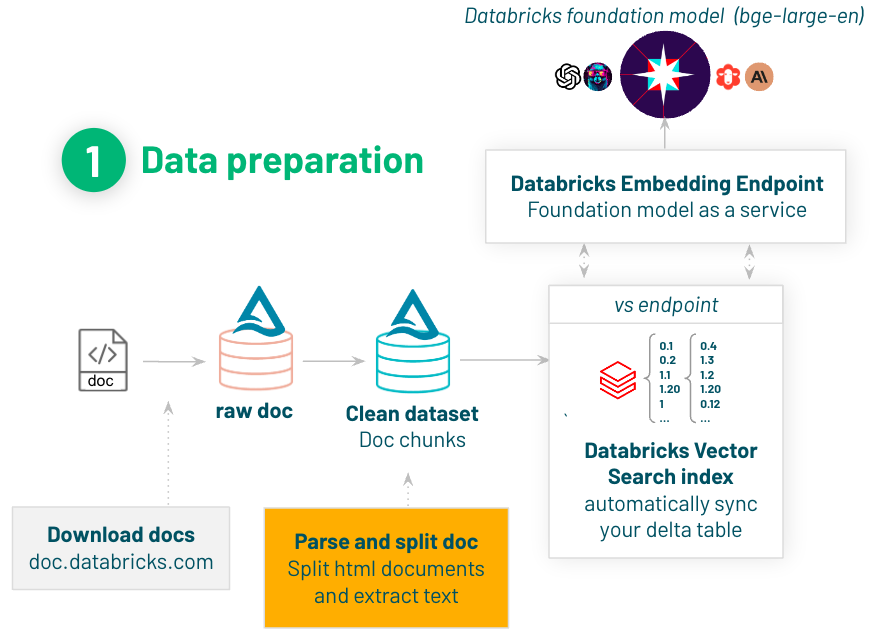 Databricks foundation model (bge-large-en)
1 Data preparation
Databricks Embedding Endpoint
Foundation model as a service
vs endpoint
0.1
0.2
1.1
1.20
1
...
0.4
1.3
1.2
1.20
0.12
...
</>
doc
raw doc
Clean dataset
Doc chunks
Databricks Vector
Search index
automatically sync
your delta table
Download docs
doc.databricks.com
Parse and split doc
Split html documents
and extract text